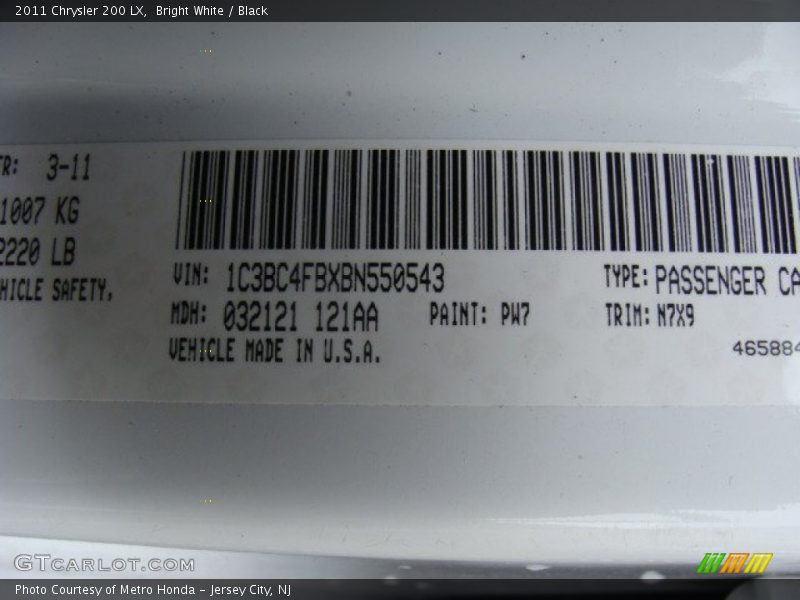 2011 Chrysler 200 LX,  Bright White / Black
TR: 3-11
1007 KG
2220 LB
HICLE SAFETY,
VIN: 1C3BC4FBXBN550543
TYPE: PASSENGER CA
MDH: 032121 121AA
PAINT: PW7
TRIM: N7X9
VEHICLE MADE IN U.S.A.
465884
GTCARLOT.COM
Photo Courtesy of Metro Honda – Jersey City, NJ